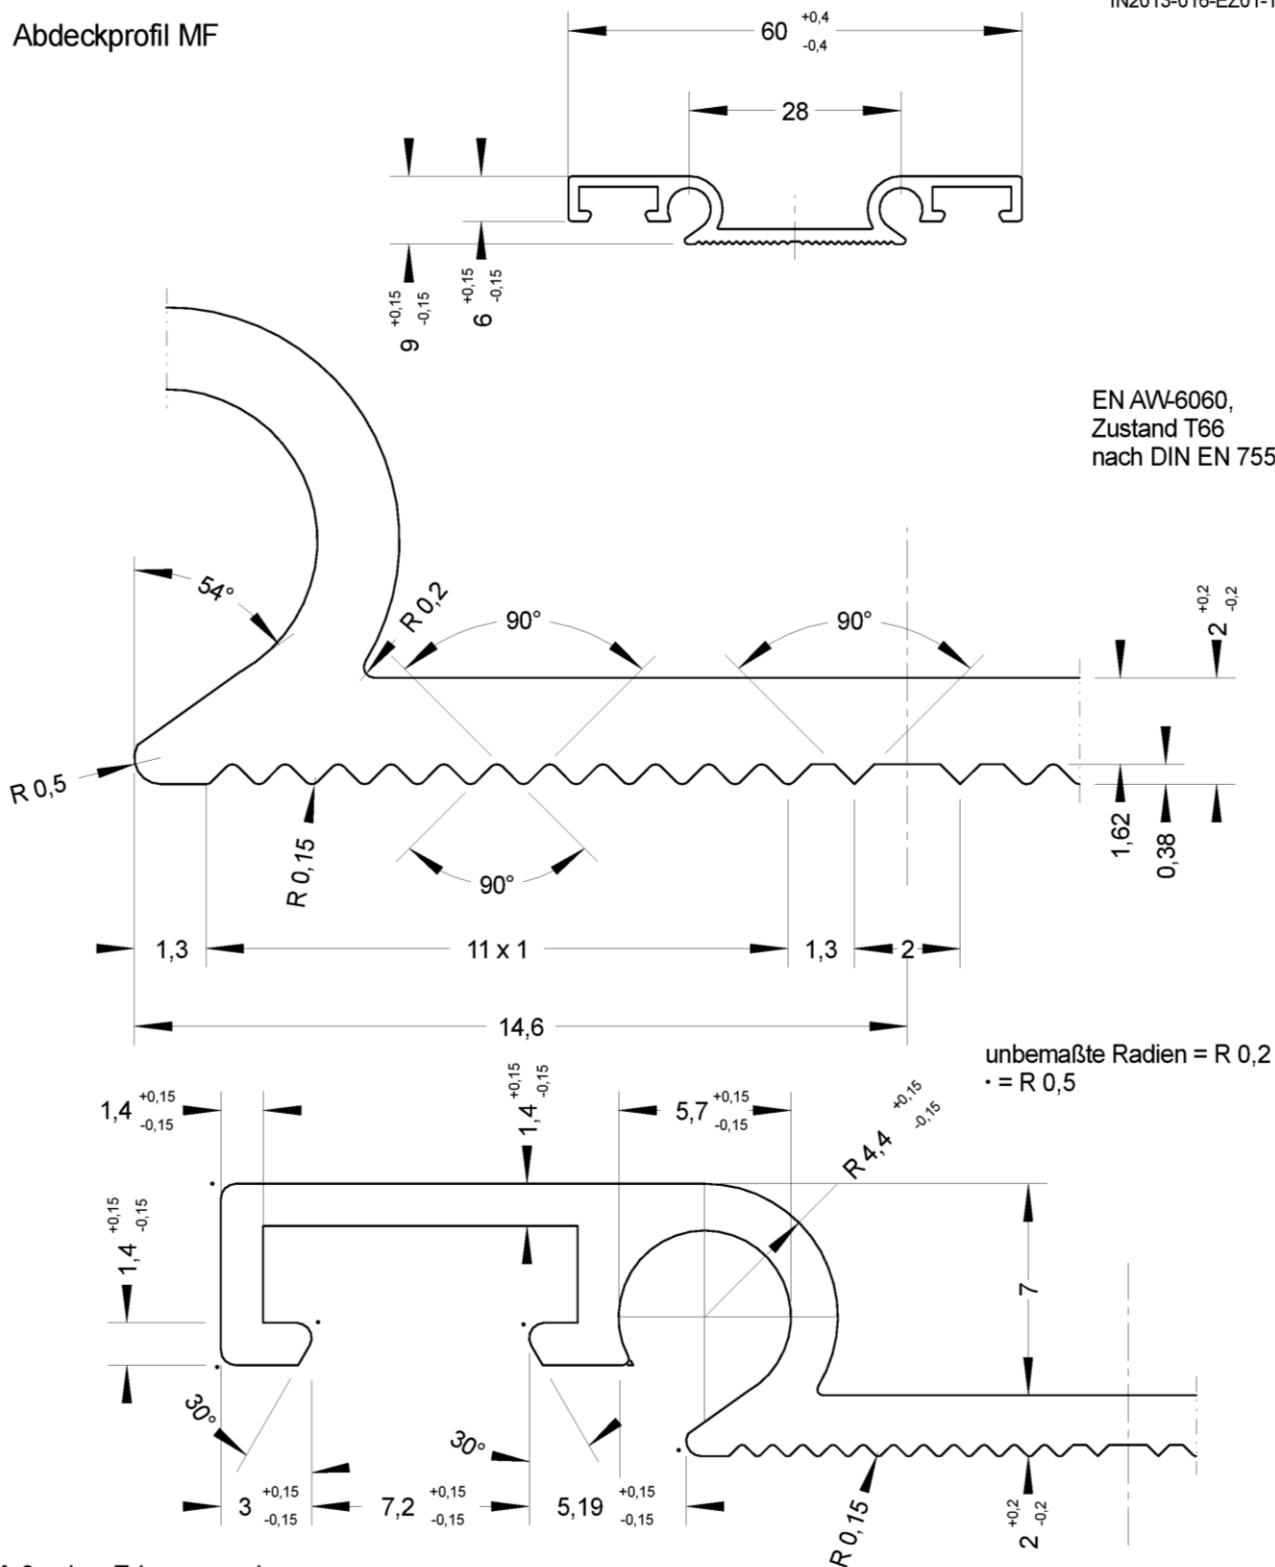 Abdeckprofil MF
60 +0,4 -0,4
28
9 +0,15 -0,15
6 +0,15 -0,15
EN AW-6060,
Zustand T66
nach DIN EN 755
54°
R 0,2
90°
90°
2 +0,2 -0,2
R 0,5
R 0,15
90°
1,62
0,38
1,3
11 x 1
1,3
2
14,6
unbemaßte Radien = R 0,2
· = R 0,5
1,4 +0,15 -0,15
1,4 +0,15 -0,15
5,7 +0,15 -0,15
R 4,4 +0,15 -0,15
1,4 +0,15 -0,15
7
30°
30°
3 +0,15 -0,15
7,2 +0,15 -0,15
5,19 +0,15 -0,15
R 0,15
2 +0,2 -0,2